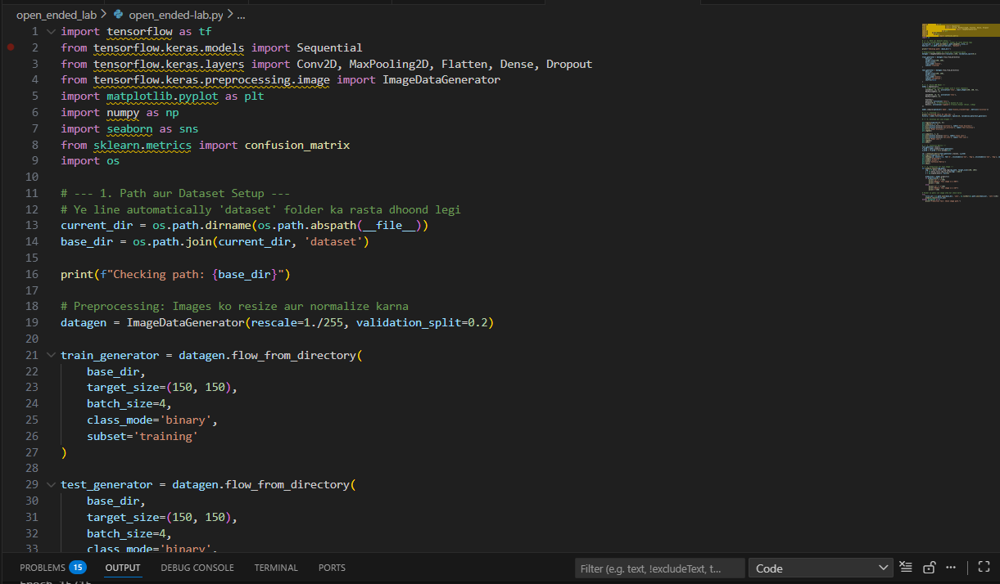 open_ended_lab > open_ended-lab.py > ...
1 import tensorflow as tf
2 from tensorflow.keras.models import Sequential
3 from tensorflow.keras.layers import Conv2D, MaxPooling2D, Flatten, Dense, Dropout
4 from tensorflow.keras.preprocessing.image import ImageDataGenerator
5 import matplotlib.pyplot as plt
6 import numpy as np
7 import seaborn as sns
8 from sklearn.metrics import confusion_matrix
9 import os
10
11 # --- 1. Path aur Dataset Setup ---
12 # Ye line automatically 'dataset' folder ka rasta dhoond legi
13 current_dir = os.path.dirname(os.path.abspath(__file__))
14 base_dir = os.path.join(current_dir, 'dataset')
15
16 print(f"Checking path: {base_dir}")
17
18 # Preprocessing: Images ko resize aur normalize karna
19 datagen = ImageDataGenerator(rescale=1./255, validation_split=0.2)
20
21 train_generator = datagen.flow_from_directory(
22 base_dir,
23 target_size=(150, 150),
24 batch_size=4,
25 class_mode='binary',
26 subset='training'
27 )
28
29 test_generator = datagen.flow_from_directory(
30 base_dir,
31 target_size=(150, 150),
32 batch_size=4,
33 class_mode='binary',
PROBLEMS 15 OUTPUT DEBUG CONSOLE TERMINAL PORTS Filter (e.g. text, !excludeText, t... Code